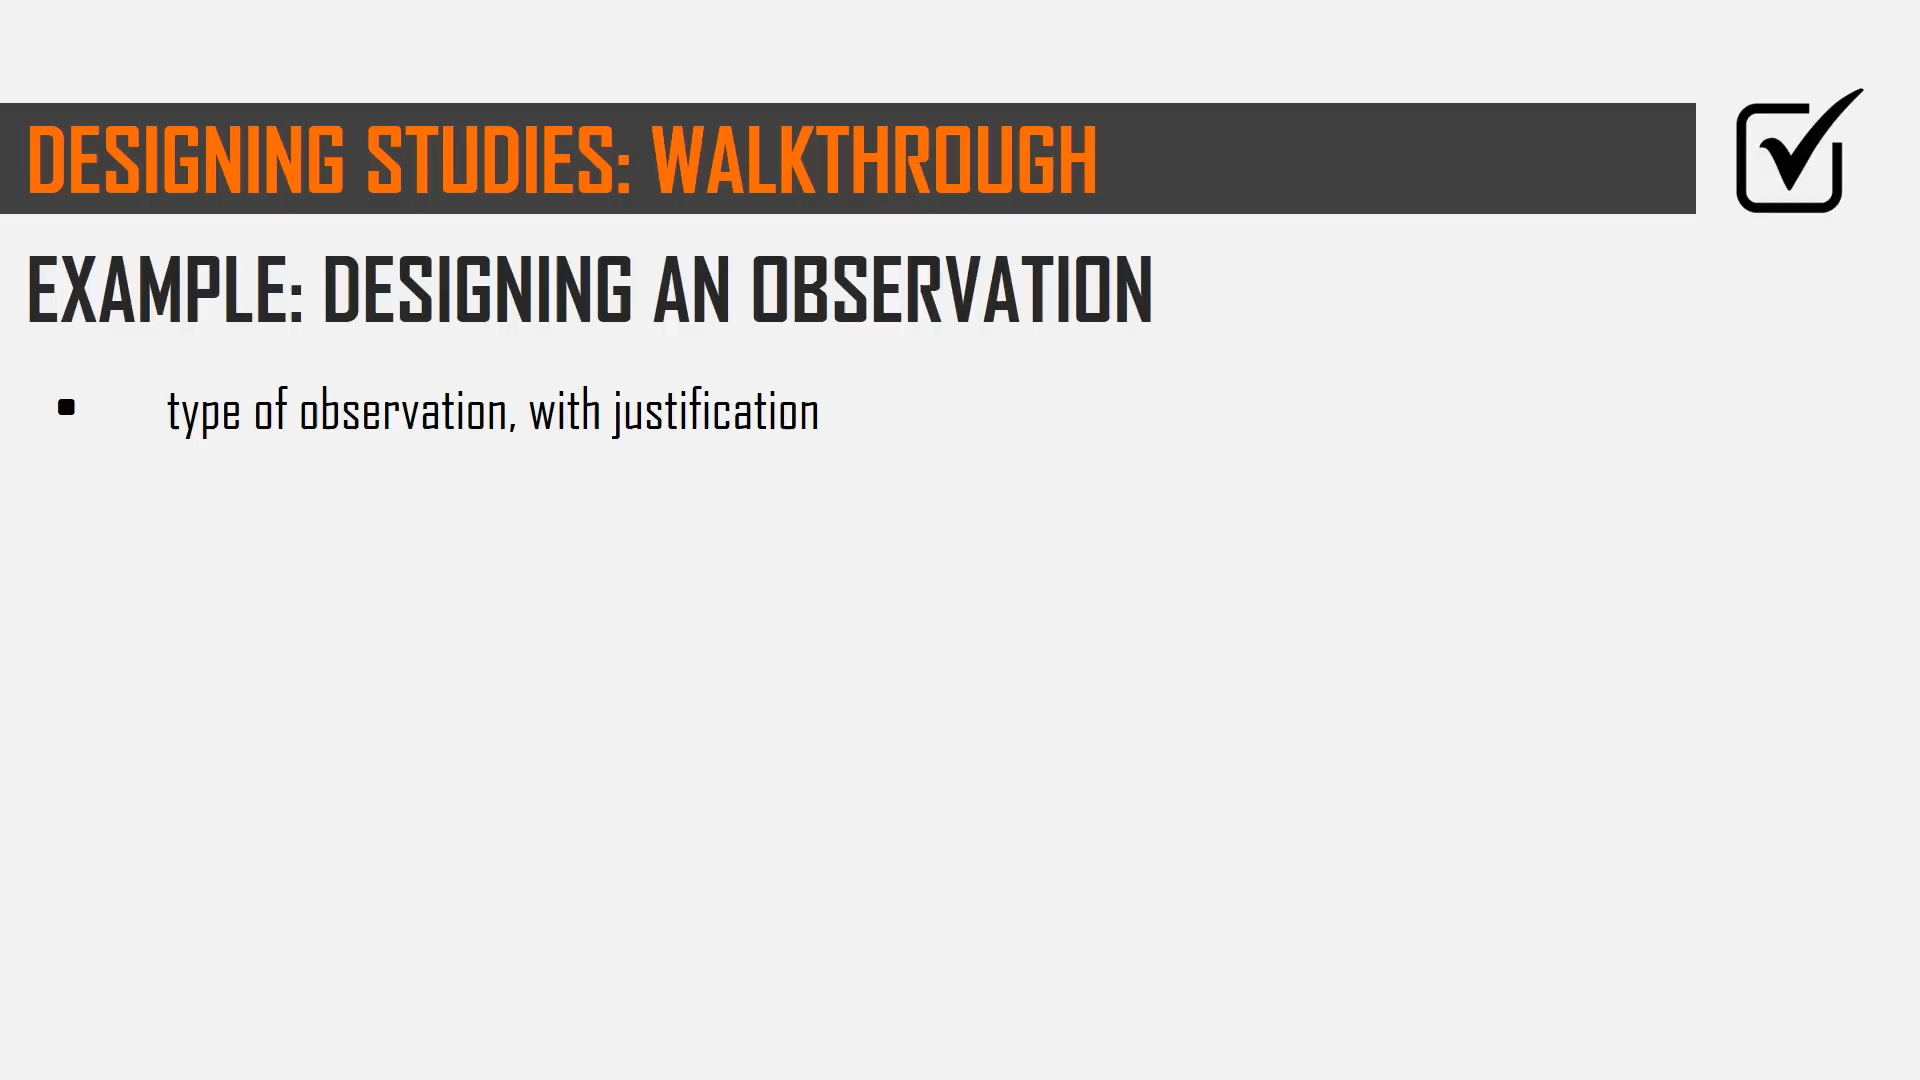 DESIGNING STUDIES: WALKTHROUGH
EXAMPLE: DESIGNING AN OBSERVATION
▪ type of observation, with justification